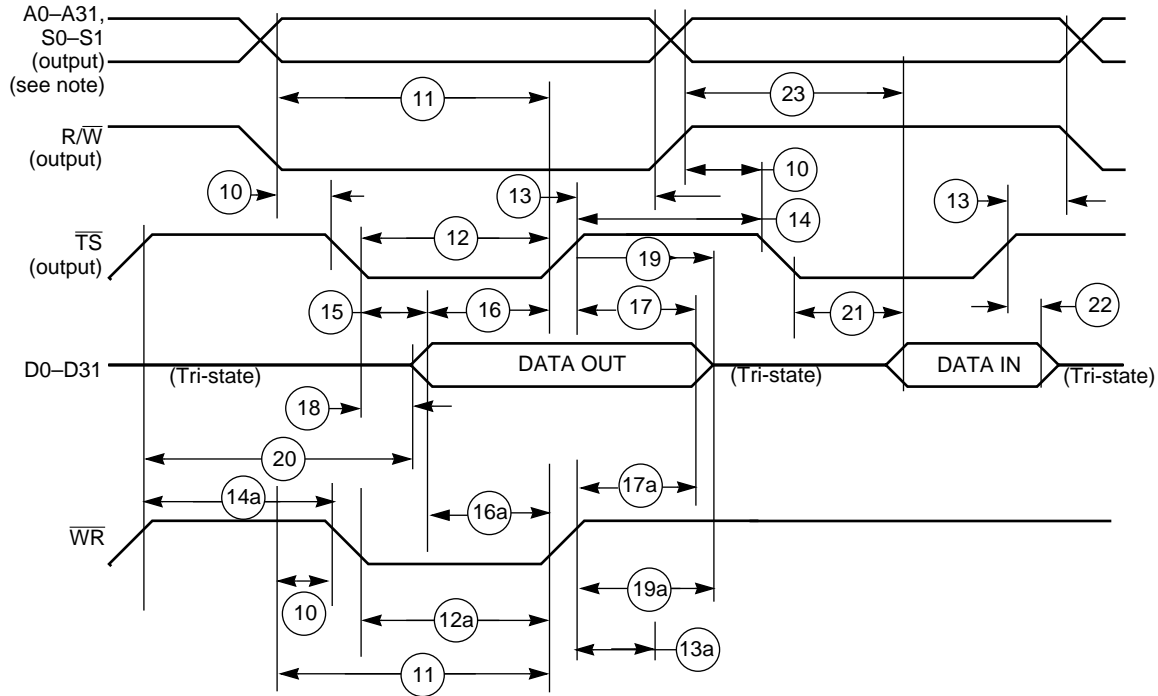 A0–A31,
S0–S1
(output)
(see note)
11
23
R/W̅
(output)
10
13
10
13
14
T̅S̅
(output)
12
19
15
16
17
21
22
D0–D31
(Tri-state)
DATA OUT
(Tri-state)
DATA IN
(Tri-state)
18
20
14a
17a
16a
W̅R̅
10
19a
12a
13a
11